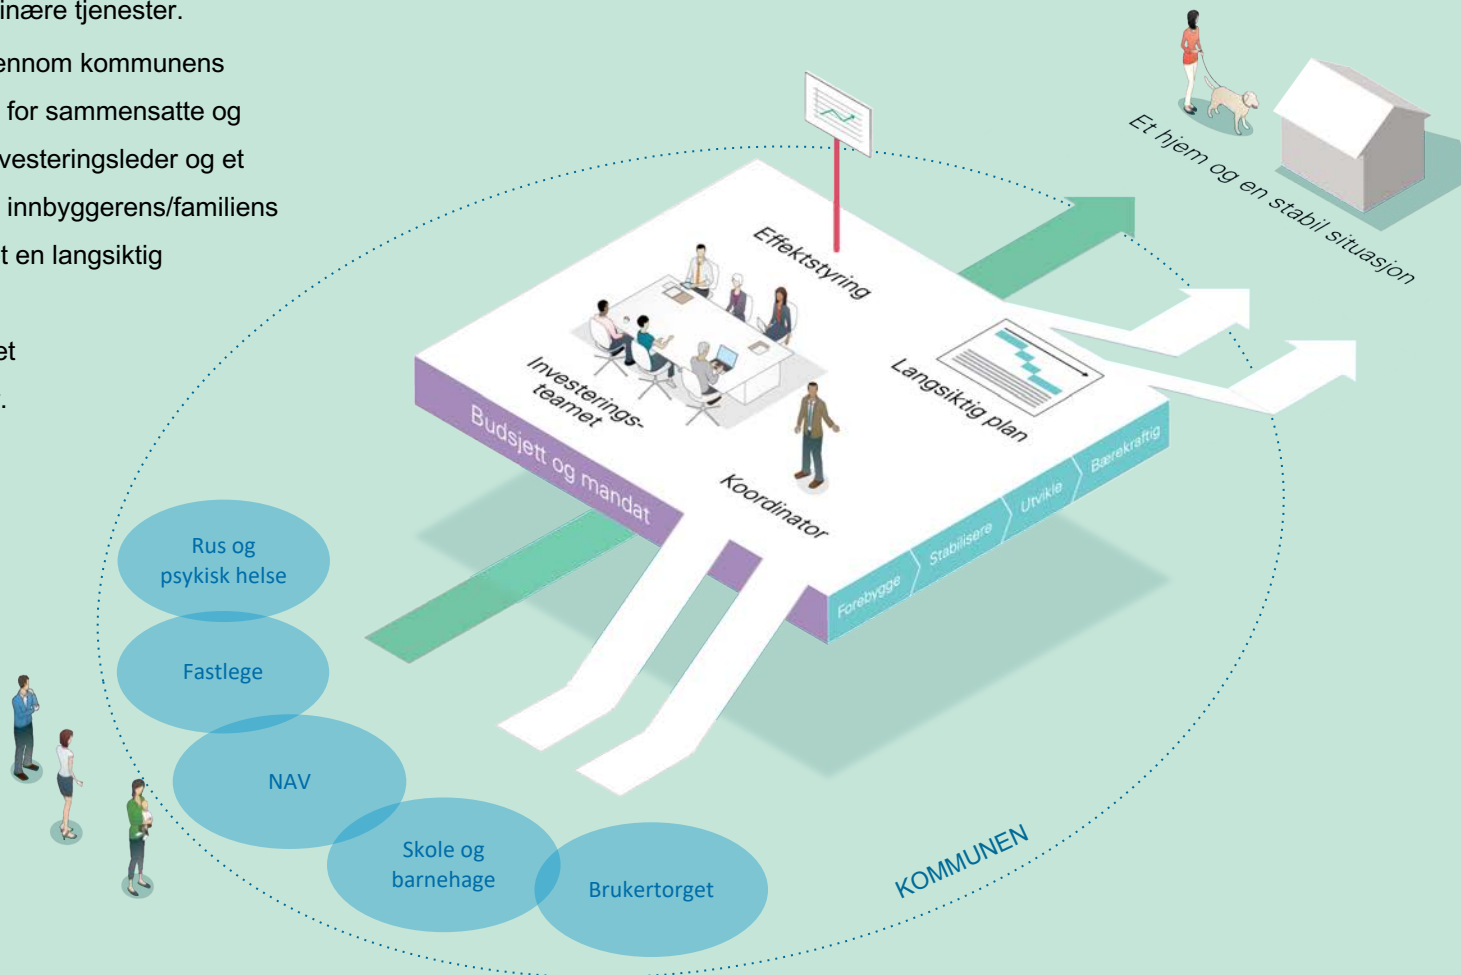 inære tjenester.
ennom kommunens
for sammensatte og
vesteringsleder og et
innbyggerens/familiens
t en langsiktig
et
.
Et hjem og en stabil situasjon
Effektstyring
Investerings-
teamet
Langsiktig plan
Koordinator
Budsjett og mandat
Forebygge
Stabilisere
Utvikle
Bærekraftig
Rus og
psykisk helse
Fastlege
NAV
Skole og
barnehage
Brukertorget
KOMMUNEN